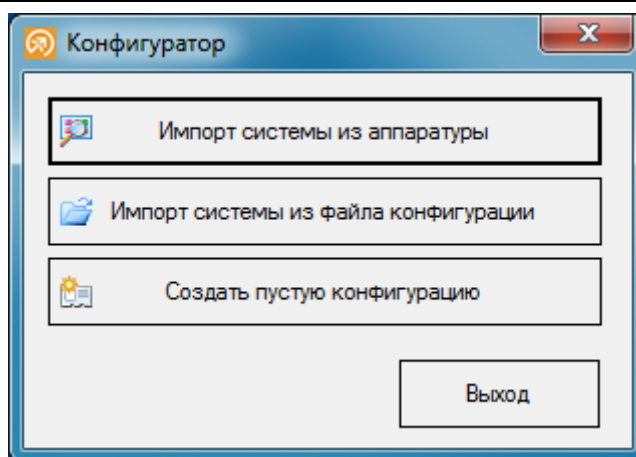 Конфигуратор
Импорт системы из аппаратуры
Импорт системы из файла конфигурации
Создать пустую конфигурацию
Выход